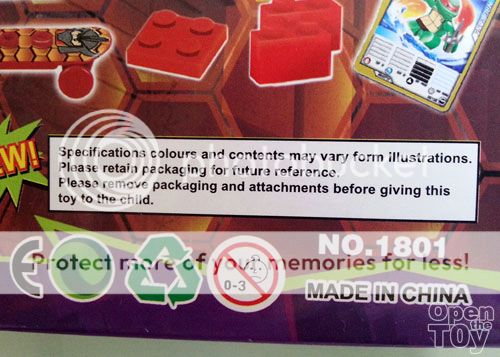 NEW!
Specifications colours and contents may vary form illustrations.
Please retain packaging for future reference.
Please remove packaging and attachments before giving this
toy to the child.
photobucket
Protect more of your memories for less!
NO.1801
CE
0-3
MADE IN CHINA
Open
the
TOY